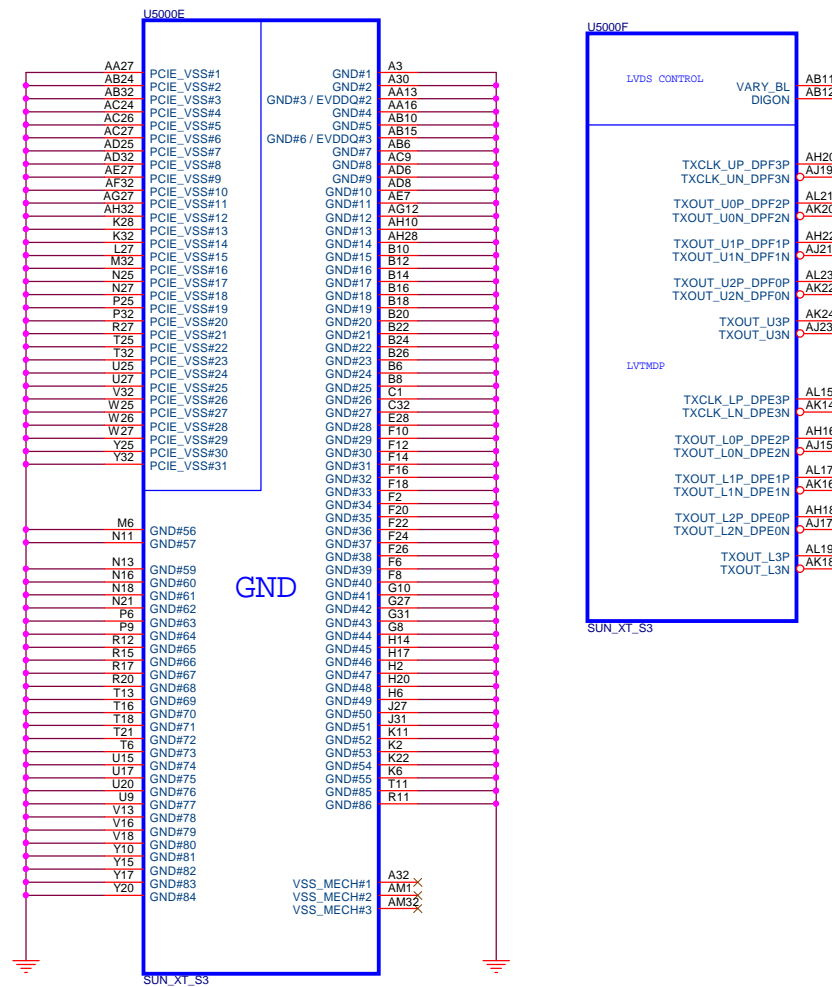 U5000E
AA27 PCIE_VSS#1
AB24 PCIE_VSS#2
AB32 PCIE_VSS#3
AC24 PCIE_VSS#4
AC26 PCIE_VSS#5
AC27 PCIE_VSS#6
AD25 PCIE_VSS#7
AD32 PCIE_VSS#8
AE27 PCIE_VSS#9
AF32 PCIE_VSS#10
AG27 PCIE_VSS#11
AH32 PCIE_VSS#12
K28 PCIE_VSS#13
K32 PCIE_VSS#14
L27 PCIE_VSS#15
M32 PCIE_VSS#16
N25 PCIE_VSS#17
N27 PCIE_VSS#18
P25 PCIE_VSS#19
P32 PCIE_VSS#20
R27 PCIE_VSS#21
T25 PCIE_VSS#22
T32 PCIE_VSS#23
U25 PCIE_VSS#24
U27 PCIE_VSS#25
V32 PCIE_VSS#26
W25 PCIE_VSS#27
W26 PCIE_VSS#28
W27 PCIE_VSS#29
Y25 PCIE_VSS#30
Y32 PCIE_VSS#31
M6 GND#56
N11 GND#57
N13 GND#59
N16 GND#60
N18 GND#61
N21 GND#62
P6 GND#63
P9 GND#64
R12 GND#65
R15 GND#66
R17 GND#67
R20 GND#68
T13 GND#69
T16 GND#70
T18 GND#71
T21 GND#72
T6 GND#73
U15 GND#74
U17 GND#75
U20 GND#76
U9 GND#77
V13 GND#78
V16 GND#79
V18 GND#80
Y10 GND#81
Y15 GND#82
Y17 GND#83
Y20 GND#84
GND
GND#1 A3
GND#2 A30
GND#3 / EVDDQ#2 AA13
GND#4 AA16
GND#5 AB10
GND#6 / EVDDQ#3 AB15
GND#7 AB6
GND#8 AC9
GND#9 AD6
GND#10 AD8
GND#11 AE7
GND#12 AG12
GND#13 AH10
GND#14 AH28
GND#15 B10
GND#16 B12
GND#17 B14
GND#18 B16
GND#19 B18
GND#20 B20
GND#21 B22
GND#22 B24
GND#23 B26
GND#24 B6
GND#25 B8
GND#26 C1
GND#27 C32
GND#28 E28
GND#29 F10
GND#30 F12
GND#31 F14
GND#32 F16
GND#33 F18
GND#34 F2
GND#35 F20
GND#36 F22
GND#37 F24
GND#38 F26
GND#39 F6
GND#40 F8
GND#41 G10
GND#42 G27
GND#43 G31
GND#44 G8
GND#45 H14
GND#46 H17
GND#47 H2
GND#48 H20
GND#49 H6
GND#50 J27
GND#51 J31
GND#52 K11
GND#53 K2
GND#54 K22
GND#55 K6
GND#85 T11
GND#86 R11
VSS_MECH#1 A32
VSS_MECH#2 AM1
VSS_MECH#3 AM32
SUN_XT_S3
U5000F
LVDS CONTROL
VARY_BL AB11
DIGON AB12
TXCLK_UP_DPF3P AH20
TXCLK_UN_DPF3N AJ19
TXOUT_U0P_DPF2P AL21
TXOUT_U0N_DPF2N AK20
TXOUT_U1P_DPF1P AH22
TXOUT_U1N_DPF1N AJ21
TXOUT_U2P_DPF0P AL23
TXOUT_U2N_DPF0N AK22
TXOUT_U3P AK24
TXOUT_U3N AJ23
LVTMDP
TXCLK_LP_DPE3P AL15
TXCLK_LN_DPE3N AK14
TXOUT_L0P_DPE2P AH16
TXOUT_L0N_DPE2N AJ15
TXOUT_L1P_DPE1P AL17
TXOUT_L1N_DPE1N AK16
TXOUT_L2P_DPE0P AH18
TXOUT_L2N_DPE0N AJ17
TXOUT_L3P AL19
TXOUT_L3N AK18
SUN_XT_S3